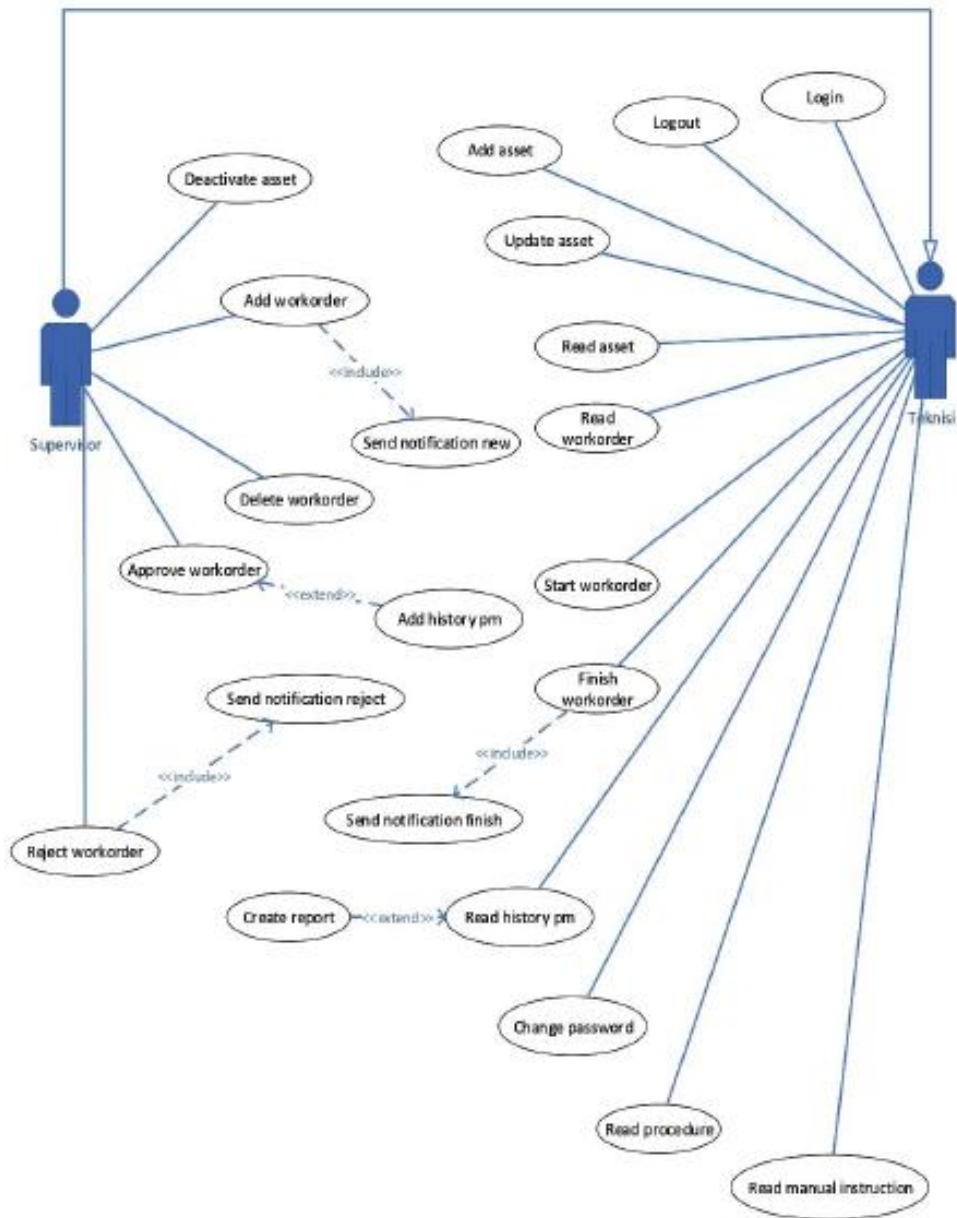 Login
Logout
Add asset
Deactivate asset
Update asset
Add workorder
Read asset
<<include>>
Read
workorder
Teknisi
Supervisor
Send notification new
Delete workorder
Approve workorder
Start workorder
<<extend>>
Add history pm
Finish
workorder
Send notification reject
<<include>>
<<include>>
Send notification finish
Reject workorder
Create report
<<extend>>
Read history pm
Change password
Read procedure
Read manual instruction